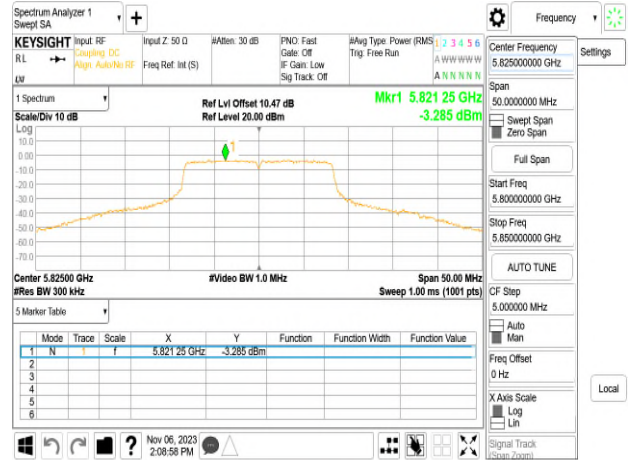 Spectrum Analyzer 1
Swept SA
Frequency
KEYSIGHT
Input: RF
Coupling: DC
Align: Auto/No RF
Input Z: 50 Ω
Freq Ref: Int (S)
#Atten: 30 dB
PNO: Fast
Gate: Off
IF Gain: Low
Sig Track: Off
#Avg Type: Power (RMS
Trig: Free Run
1 2 3 4 5 6
A W W W W W
A N N N N N
R L
Settings
1 Spectrum
Scale/Div 10 dB
Ref Lvl Offset 10.47 dB
Ref Level 20.00 dBm
Mkr1 5.821 25 GHz
-3.285 dBm
Log
10.0
0.00
-10.0
-20.0
-30.0
-40.0
-50.0
-60.0
-70.0
1
Center 5.82500 GHz
#Res BW 300 kHz
#Video BW 1.0 MHz
Span 50.00 MHz
Sweep 1.00 ms (1001 pts)
5 Marker Table
Mode Trace Scale X Y Function Function Width Function Value
1 N 1 f 5.821 25 GHz -3.285 dBm
2
3
4
5
6
Nov 06, 2023
2:08:58 PM
Center Frequency
5.825000000 GHz
Span
50.0000000 MHz
Swept Span
Zero Span
Full Span
Start Freq
5.800000000 GHz
Stop Freq
5.850000000 GHz
AUTO TUNE
CF Step
5.000000 MHz
Auto
Man
Freq Offset
0 Hz
X Axis Scale
Log
Lin
Signal Track
(Span Zoom)
Local